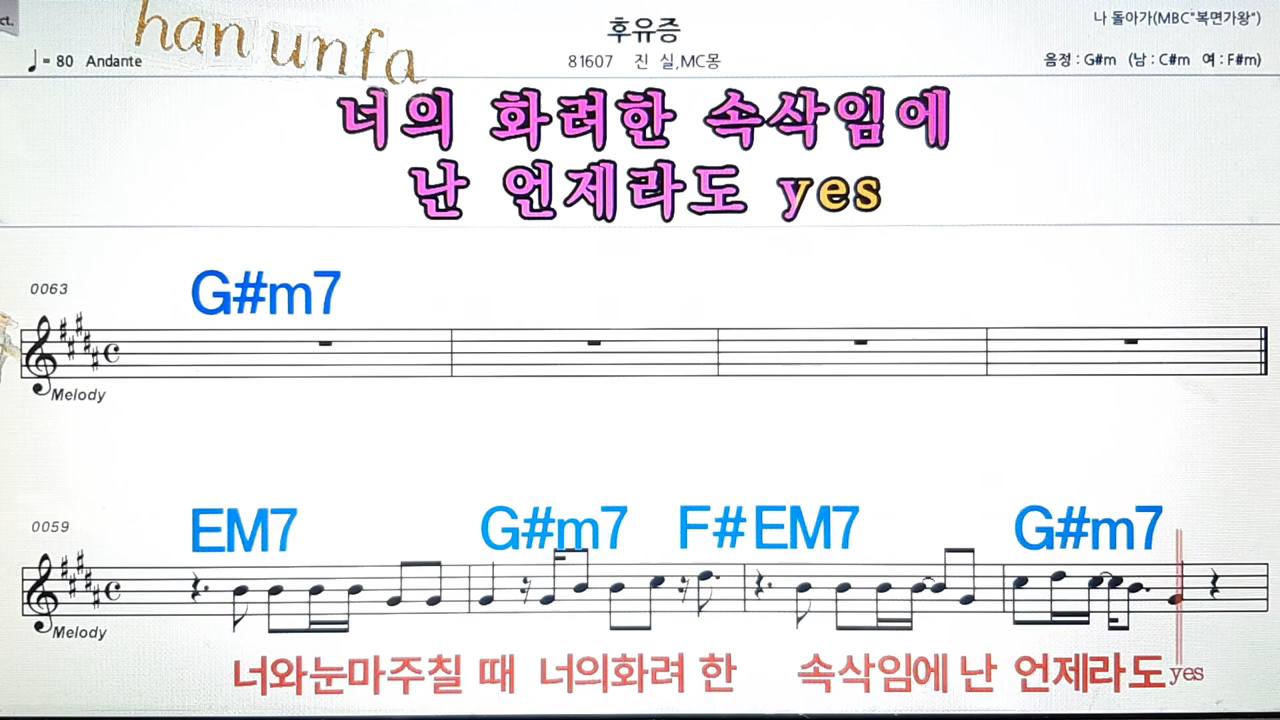 ct.
han unfa
후유증
나 돌아가(MBC"복면가왕")
♩ = 80 Andante
81607 진 실,MC몽
음정 : G#m (남 : C#m 여 : F#m)
너의 화려한 속삭임에
난 언제라도 yes
0063
G#m7
Melody
0059
EM7 G#m7 F# EM7 G#m7
Melody
너와눈마주칠 때 너의화려 한 속삭임에 난 언제라도 yes